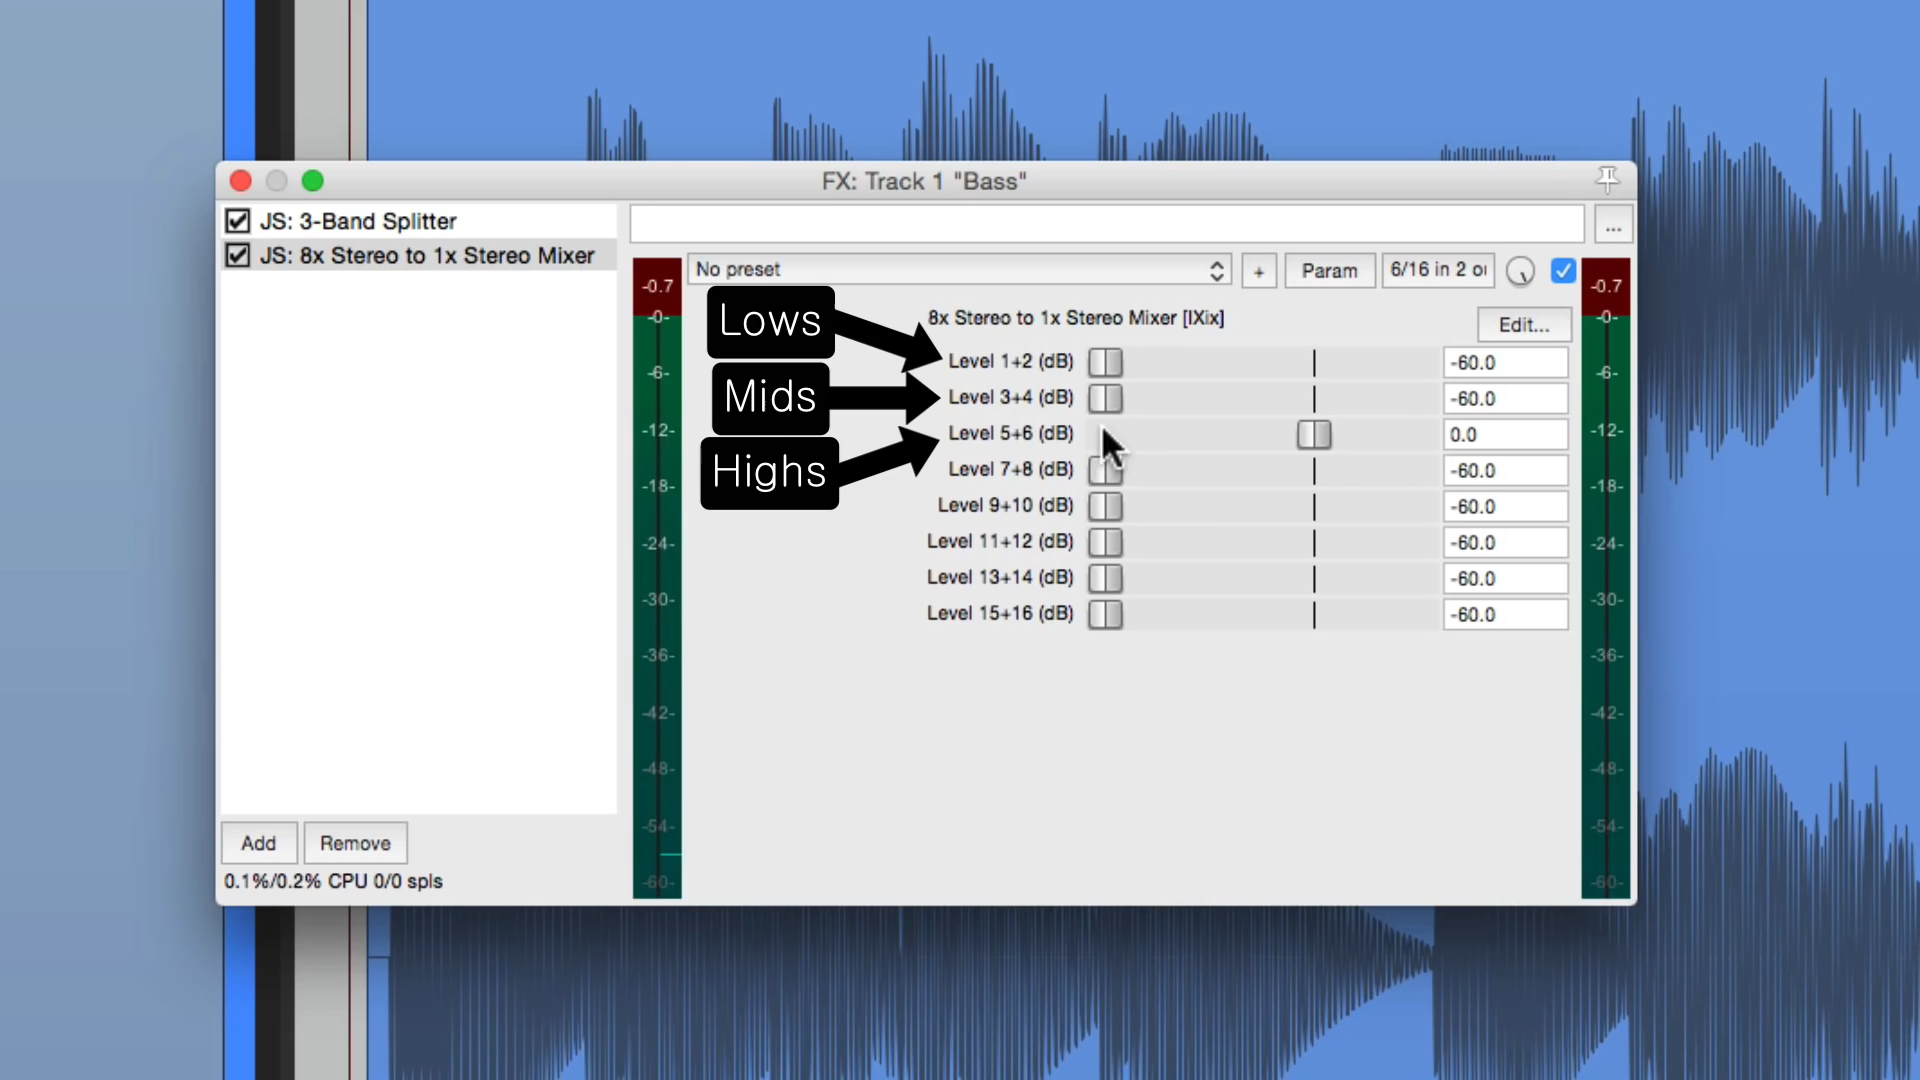 FX: Track 1 "Bass"
JS: 3-Band Splitter
JS: 8x Stereo to 1x Stereo Mixer
...
No preset
+
Param
6/16 in 2
-0.7
-0-
-6-
-12-
-18-
-24-
-30-
-36-
-42-
-48-
-54-
-60-
8x Stereo to 1x Stereo Mixer [IXix]
Edit...
Lows
Mids
Highs
Level 1+2 (dB) -60.0
Level 3+4 (dB) -60.0
Level 5+6 (dB) 0.0
Level 7+8 (dB) -60.0
Level 9+10 (dB) -60.0
Level 11+12 (dB) -60.0
Level 13+14 (dB) -60.0
Level 15+16 (dB) -60.0
-0.7
-0-
-6-
-12-
-18-
-24-
-30-
-36-
-42-
-48-
-54-
-60-
Add Remove
0.1%/0.2% CPU 0/0 spls